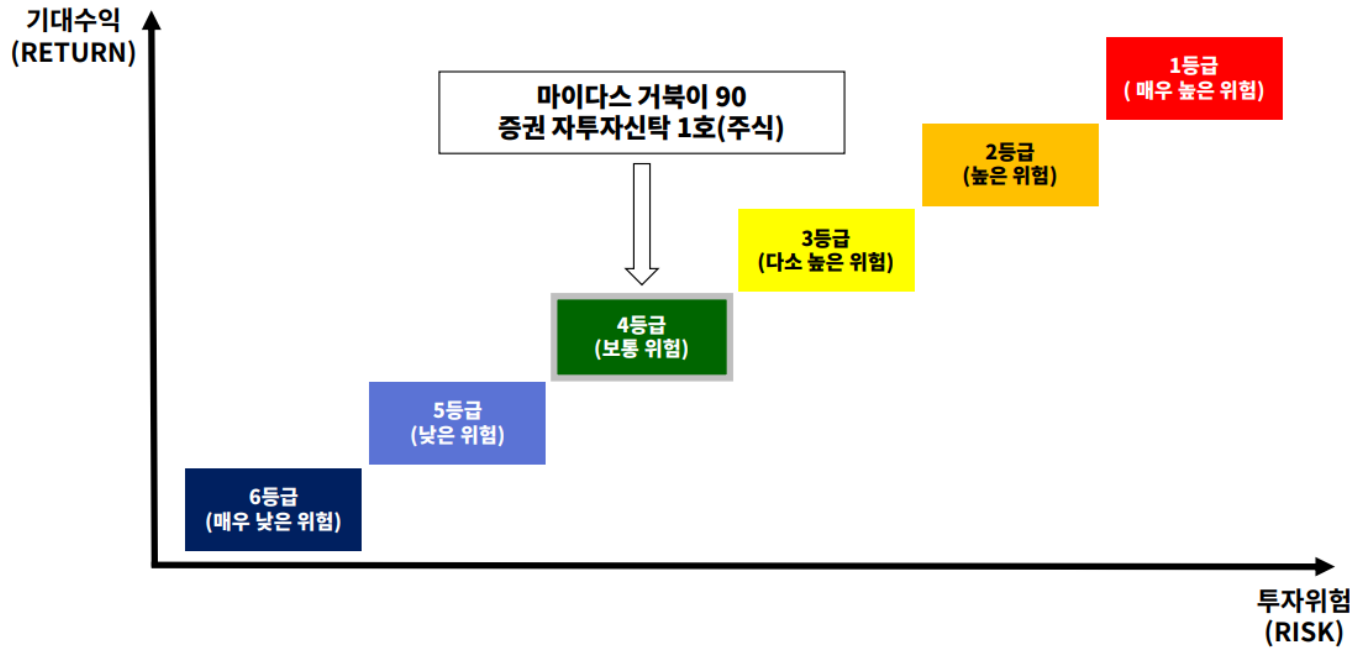 기대수익
(RETURN)
마이다스 거북이 90
증권 자투자신탁 1호(주식)
1등급
( 매우 높은 위험)
2등급
(높은 위험)
3등급
(다소 높은 위험)
4등급
(보통 위험)
5등급
(낮은 위험)
6등급
(매우 낮은 위험)
투자위험
(RISK)